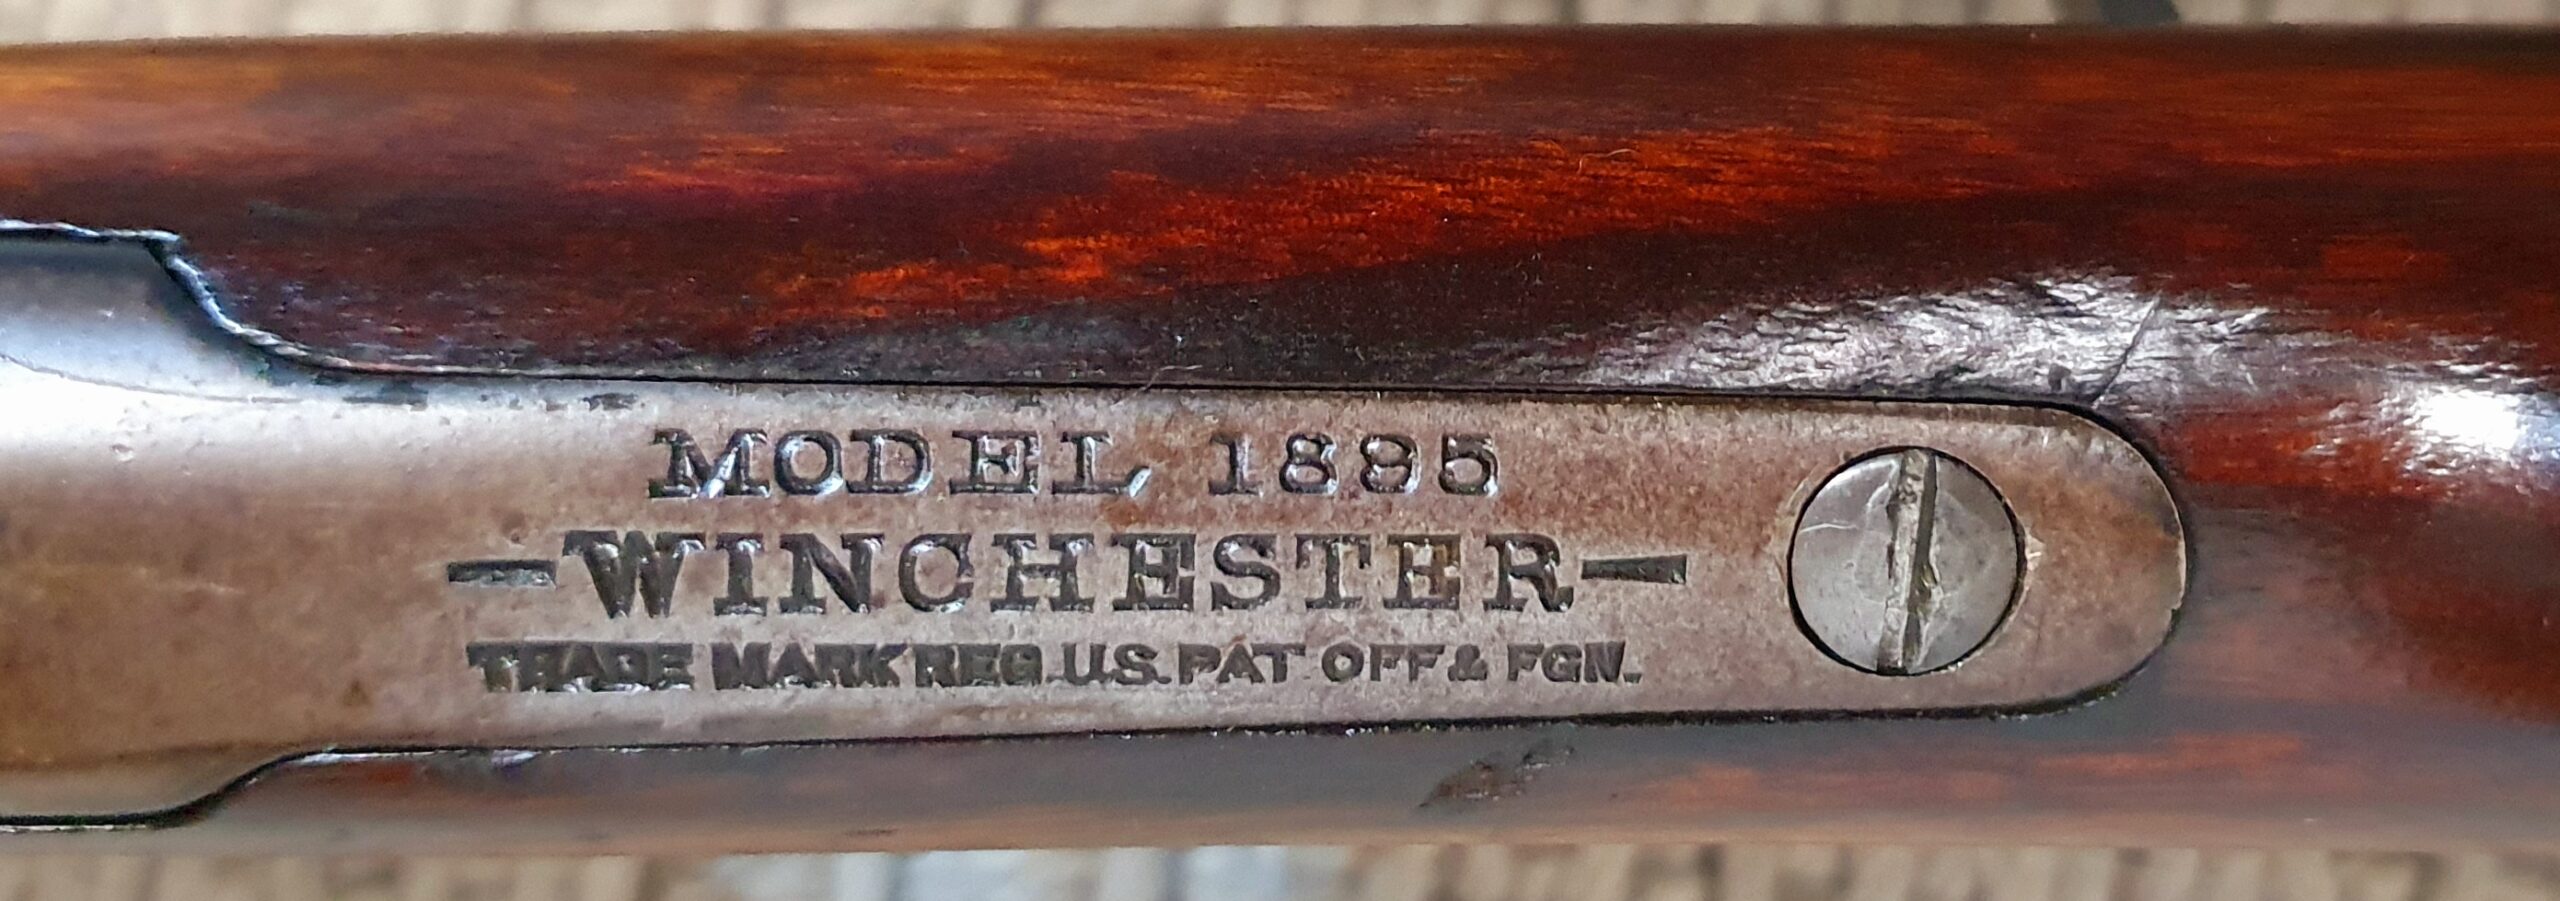 MODEL 1895
—WINCHESTER—
TRADE MARK REG. U.S. PAT OFF & FGN.